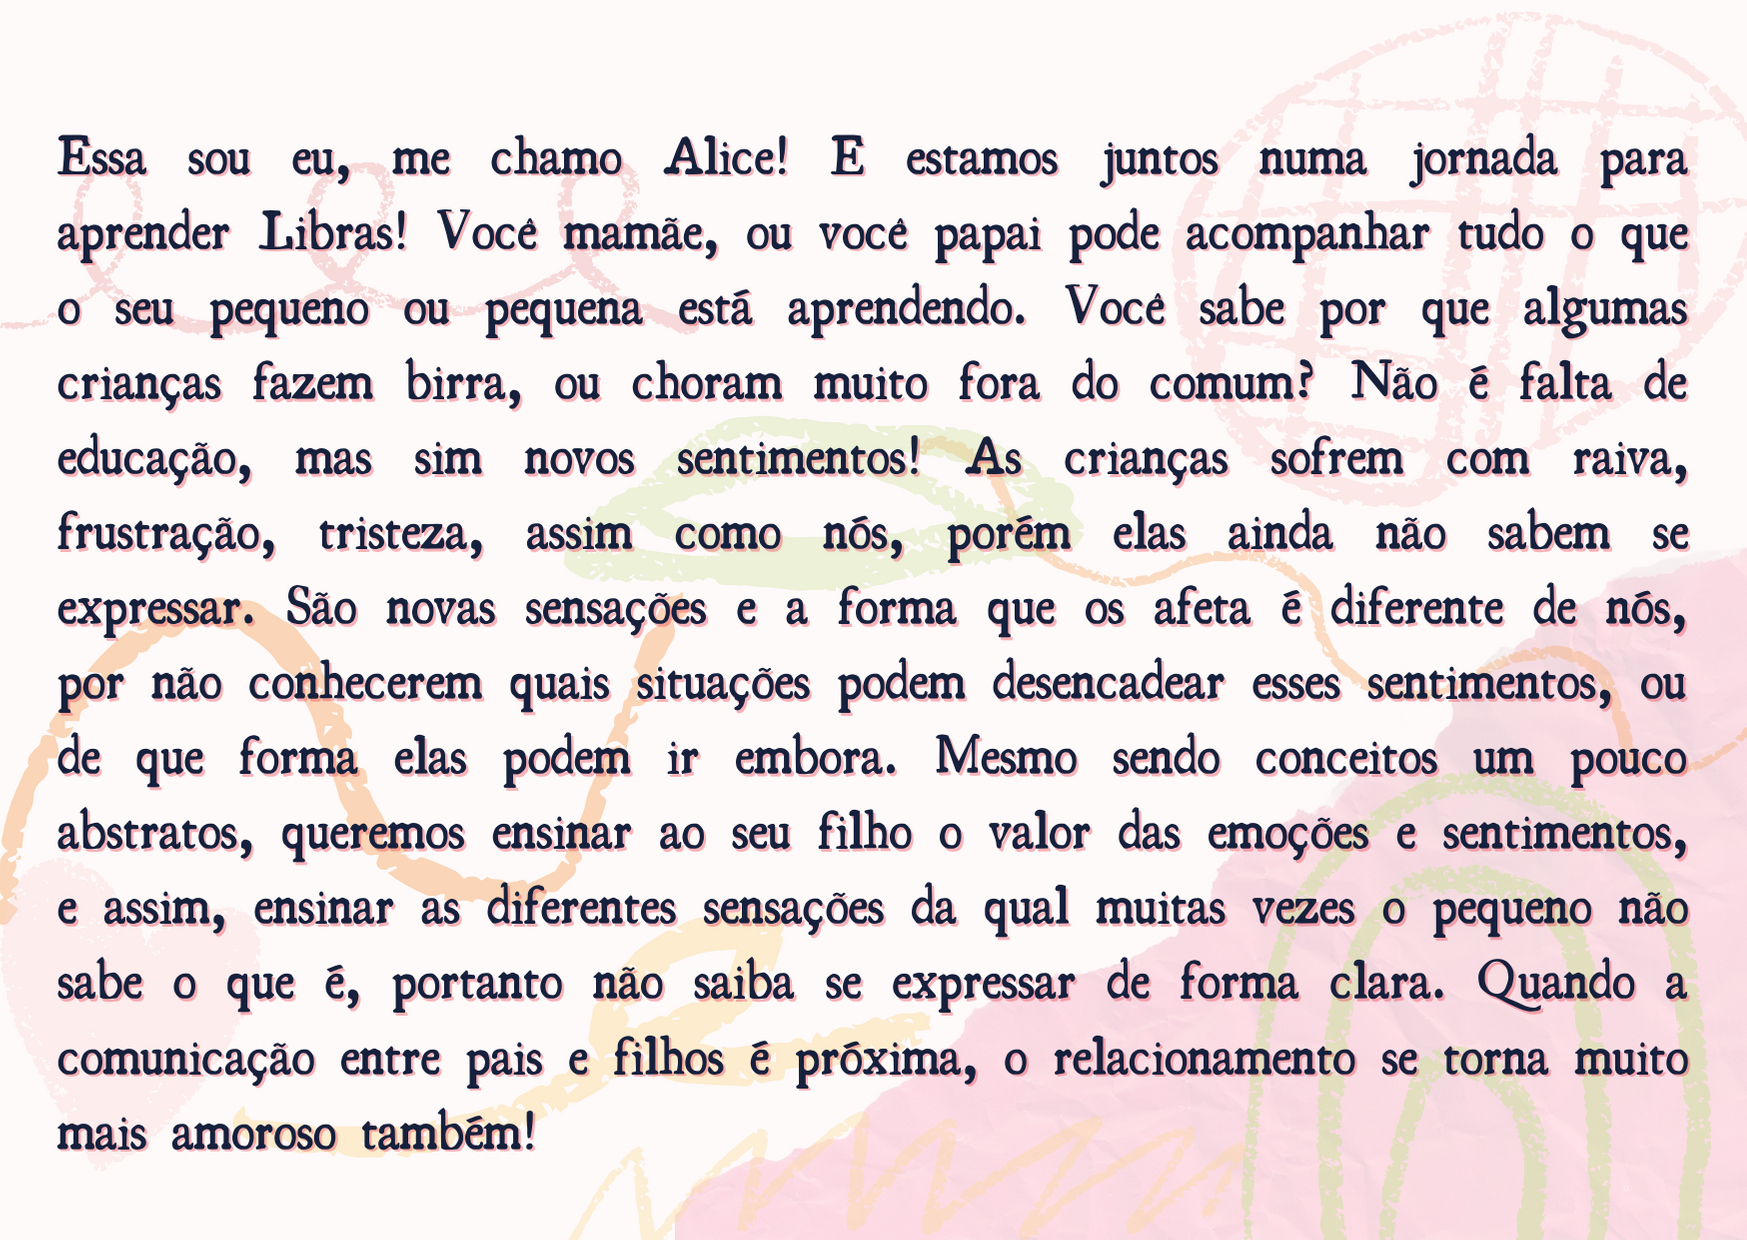 Essa sou eu, me chamo Alice! E estamos juntos numa jornada para
aprender Libras! Você mamãe, ou você papai pode acompanhar tudo o que
o seu pequeno ou pequena está aprendendo. Você sabe por que algumas
crianças fazem birra, ou choram muito fora do comum? Não é falta de
educação, mas sim novos sentimentos! As crianças sofrem com raiva,
frustração, tristeza, assim como nós, porém elas ainda não sabem se
expressar. São novas sensações e a forma que os afeta é diferente de nós,
por não conhecerem quais situações podem desencadear esses sentimentos, ou
de que forma elas podem ir embora. Mesmo sendo conceitos um pouco
abstratos, queremos ensinar ao seu filho o valor das emoções e sentimentos,
e assim, ensinar as diferentes sensações da qual muitas vezes o pequeno não
sabe o que é, portanto não saiba se expressar de forma clara. Quando a
comunicação entre pais e filhos é próxima, o relacionamento se torna muito
mais amoroso também!